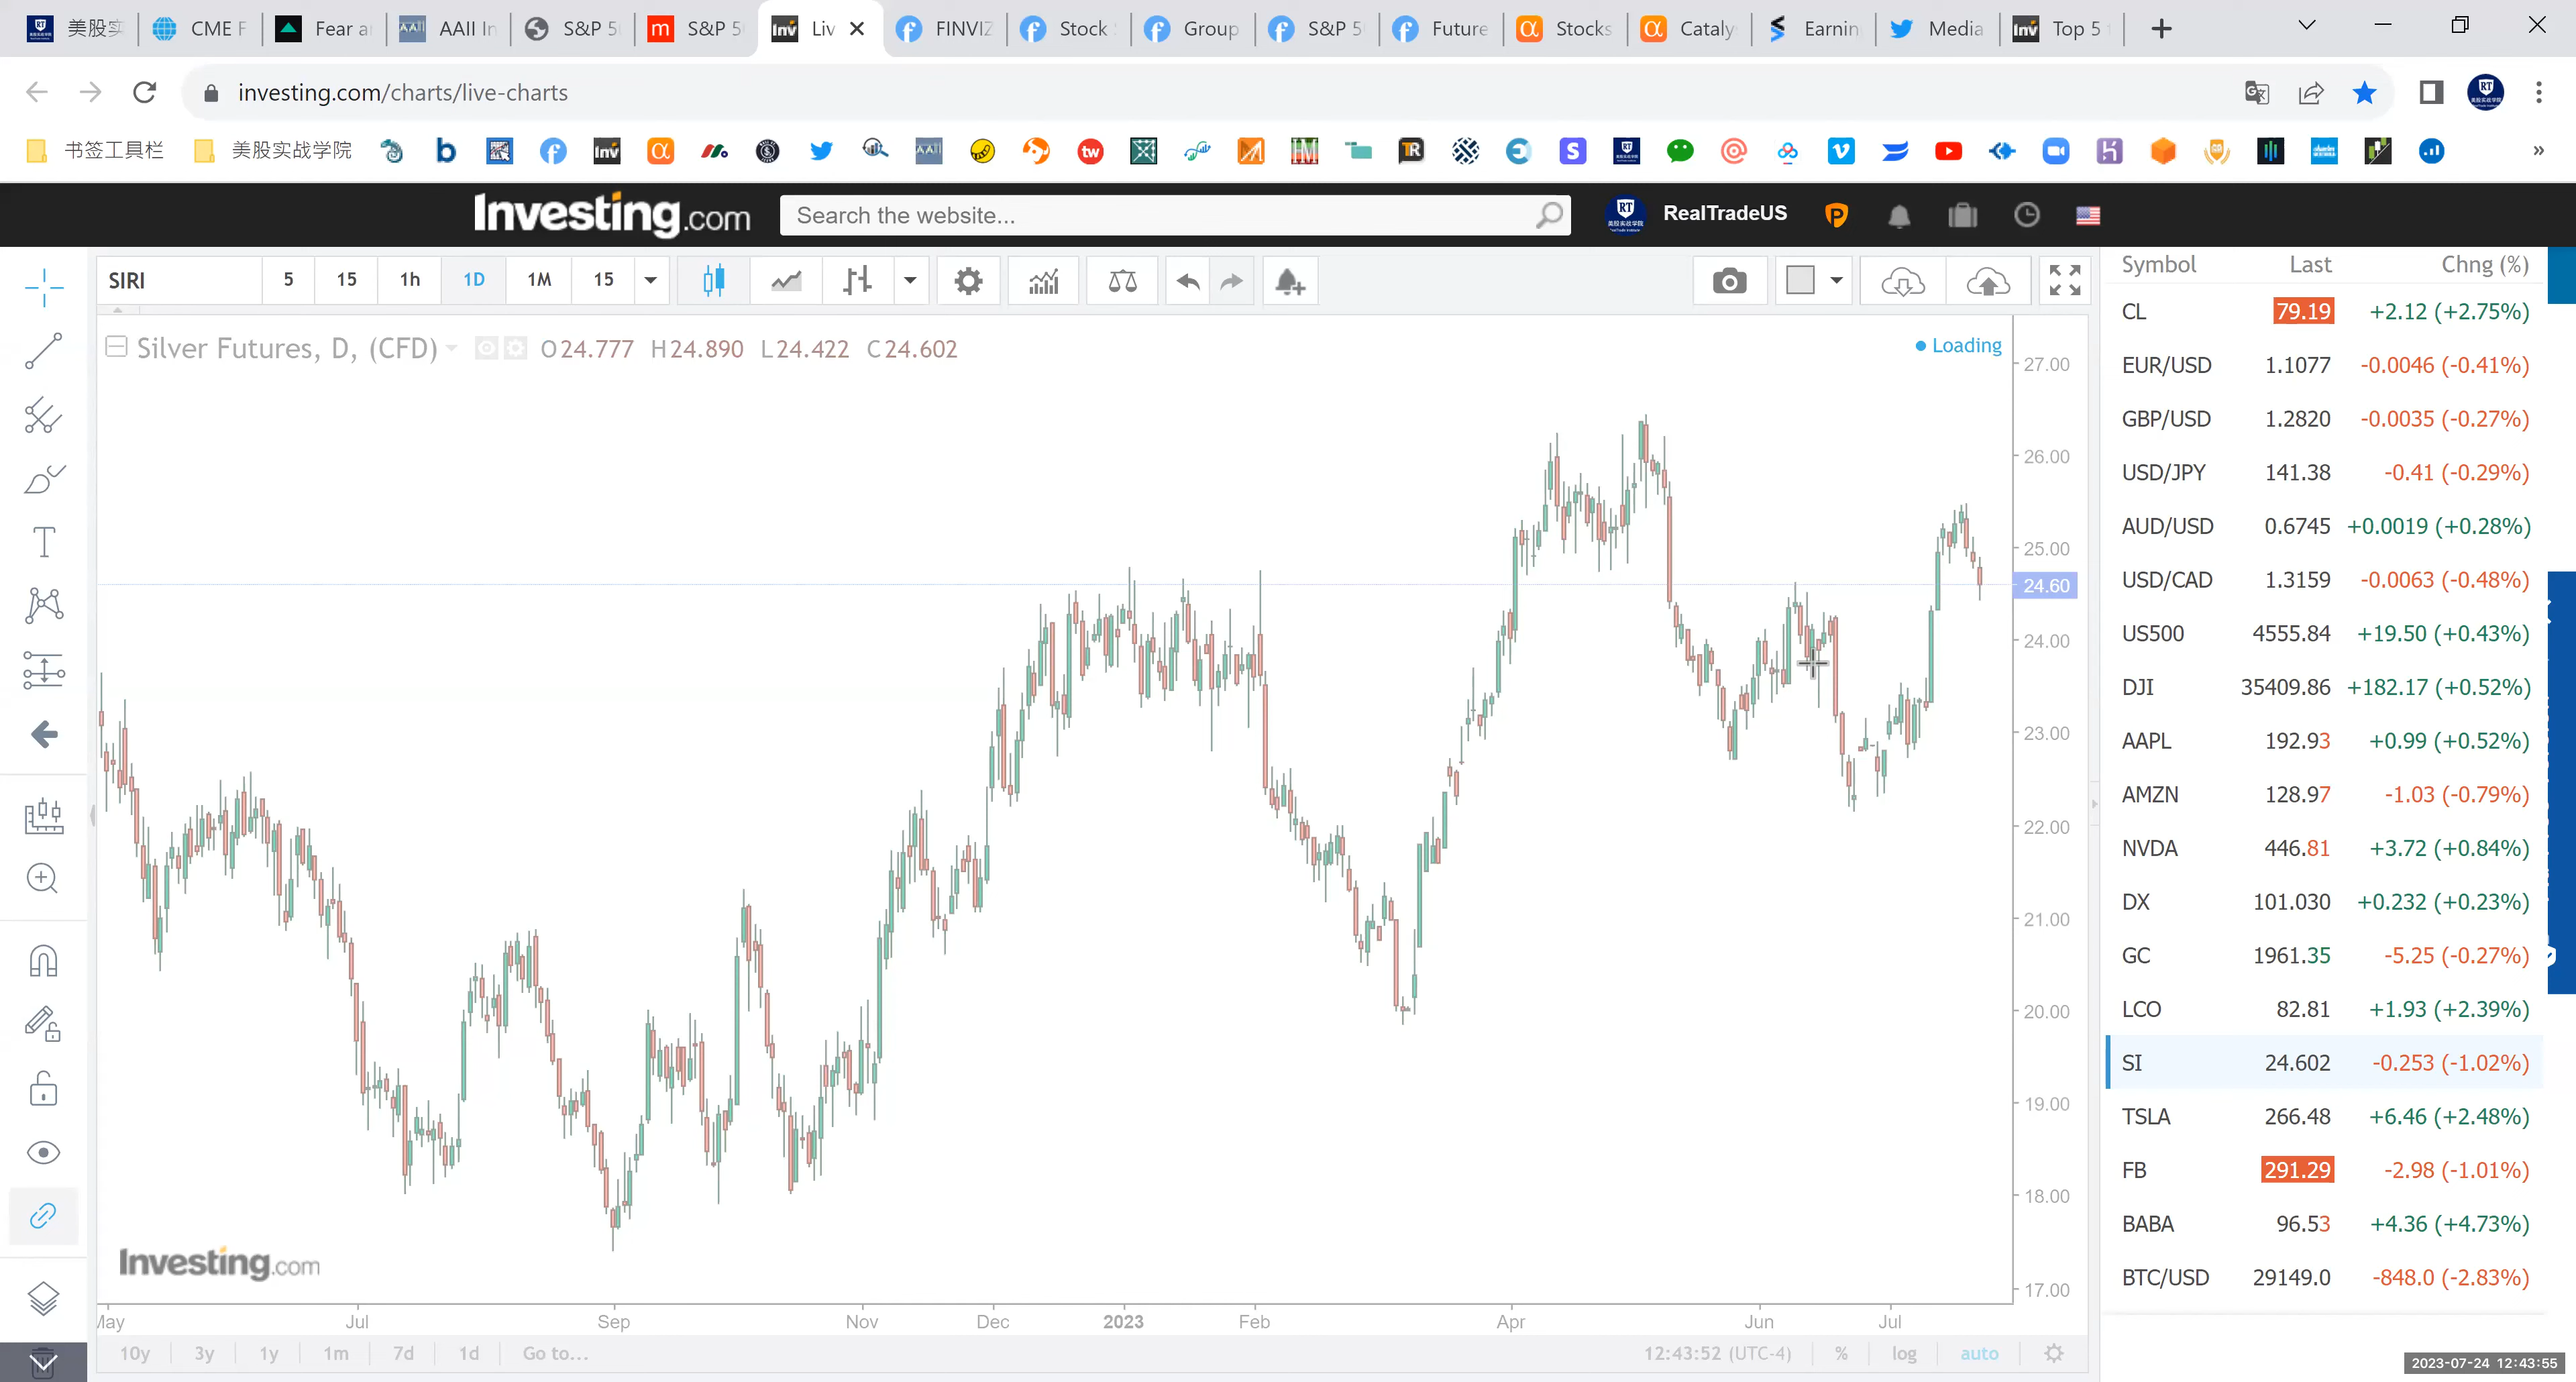 美股实 CME F Fear a AAII In S&P 5 S&P 5 Liv FINVIZ Stock Group S&P 5 Future Stocks Cataly Earnin Media Top 5
investing.com/charts/live-charts
书签工具栏 美股实战学院
Investing.com Search the website... RealTradeUS
SIRI 5 15 1h 1D 1M 15
Silver Futures, D, (CFD) O24.777 H24.890 L24.422 C24.602
Loading
27.00
26.00
25.00
24.60
24.00
23.00
22.00
21.00
20.00
19.00
18.00
17.00
Investing.com
May Jul Sep Nov Dec 2023 Feb Apr Jun Jul
10y 3y 1y 1m 7d 1d Go to... 12:43:52 (UTC-4) % log auto
Symbol Last Chng (%)
CL 79.19 +2.12 (+2.75%)
EUR/USD 1.1077 -0.0046 (-0.41%)
GBP/USD 1.2820 -0.0035 (-0.27%)
USD/JPY 141.38 -0.41 (-0.29%)
AUD/USD 0.6745 +0.0019 (+0.28%)
USD/CAD 1.3159 -0.0063 (-0.48%)
US500 4555.84 +19.50 (+0.43%)
DJI 35409.86 +182.17 (+0.52%)
AAPL 192.93 +0.99 (+0.52%)
AMZN 128.97 -1.03 (-0.79%)
NVDA 446.81 +3.72 (+0.84%)
DX 101.030 +0.232 (+0.23%)
GC 1961.35 -5.25 (-0.27%)
LCO 82.81 +1.93 (+2.39%)
SI 24.602 -0.253 (-1.02%)
TSLA 266.48 +6.46 (+2.48%)
FB 291.29 -2.98 (-1.01%)
BABA 96.53 +4.36 (+4.73%)
BTC/USD 29149.0 -848.0 (-2.83%)
2023-07-24 12:43:55